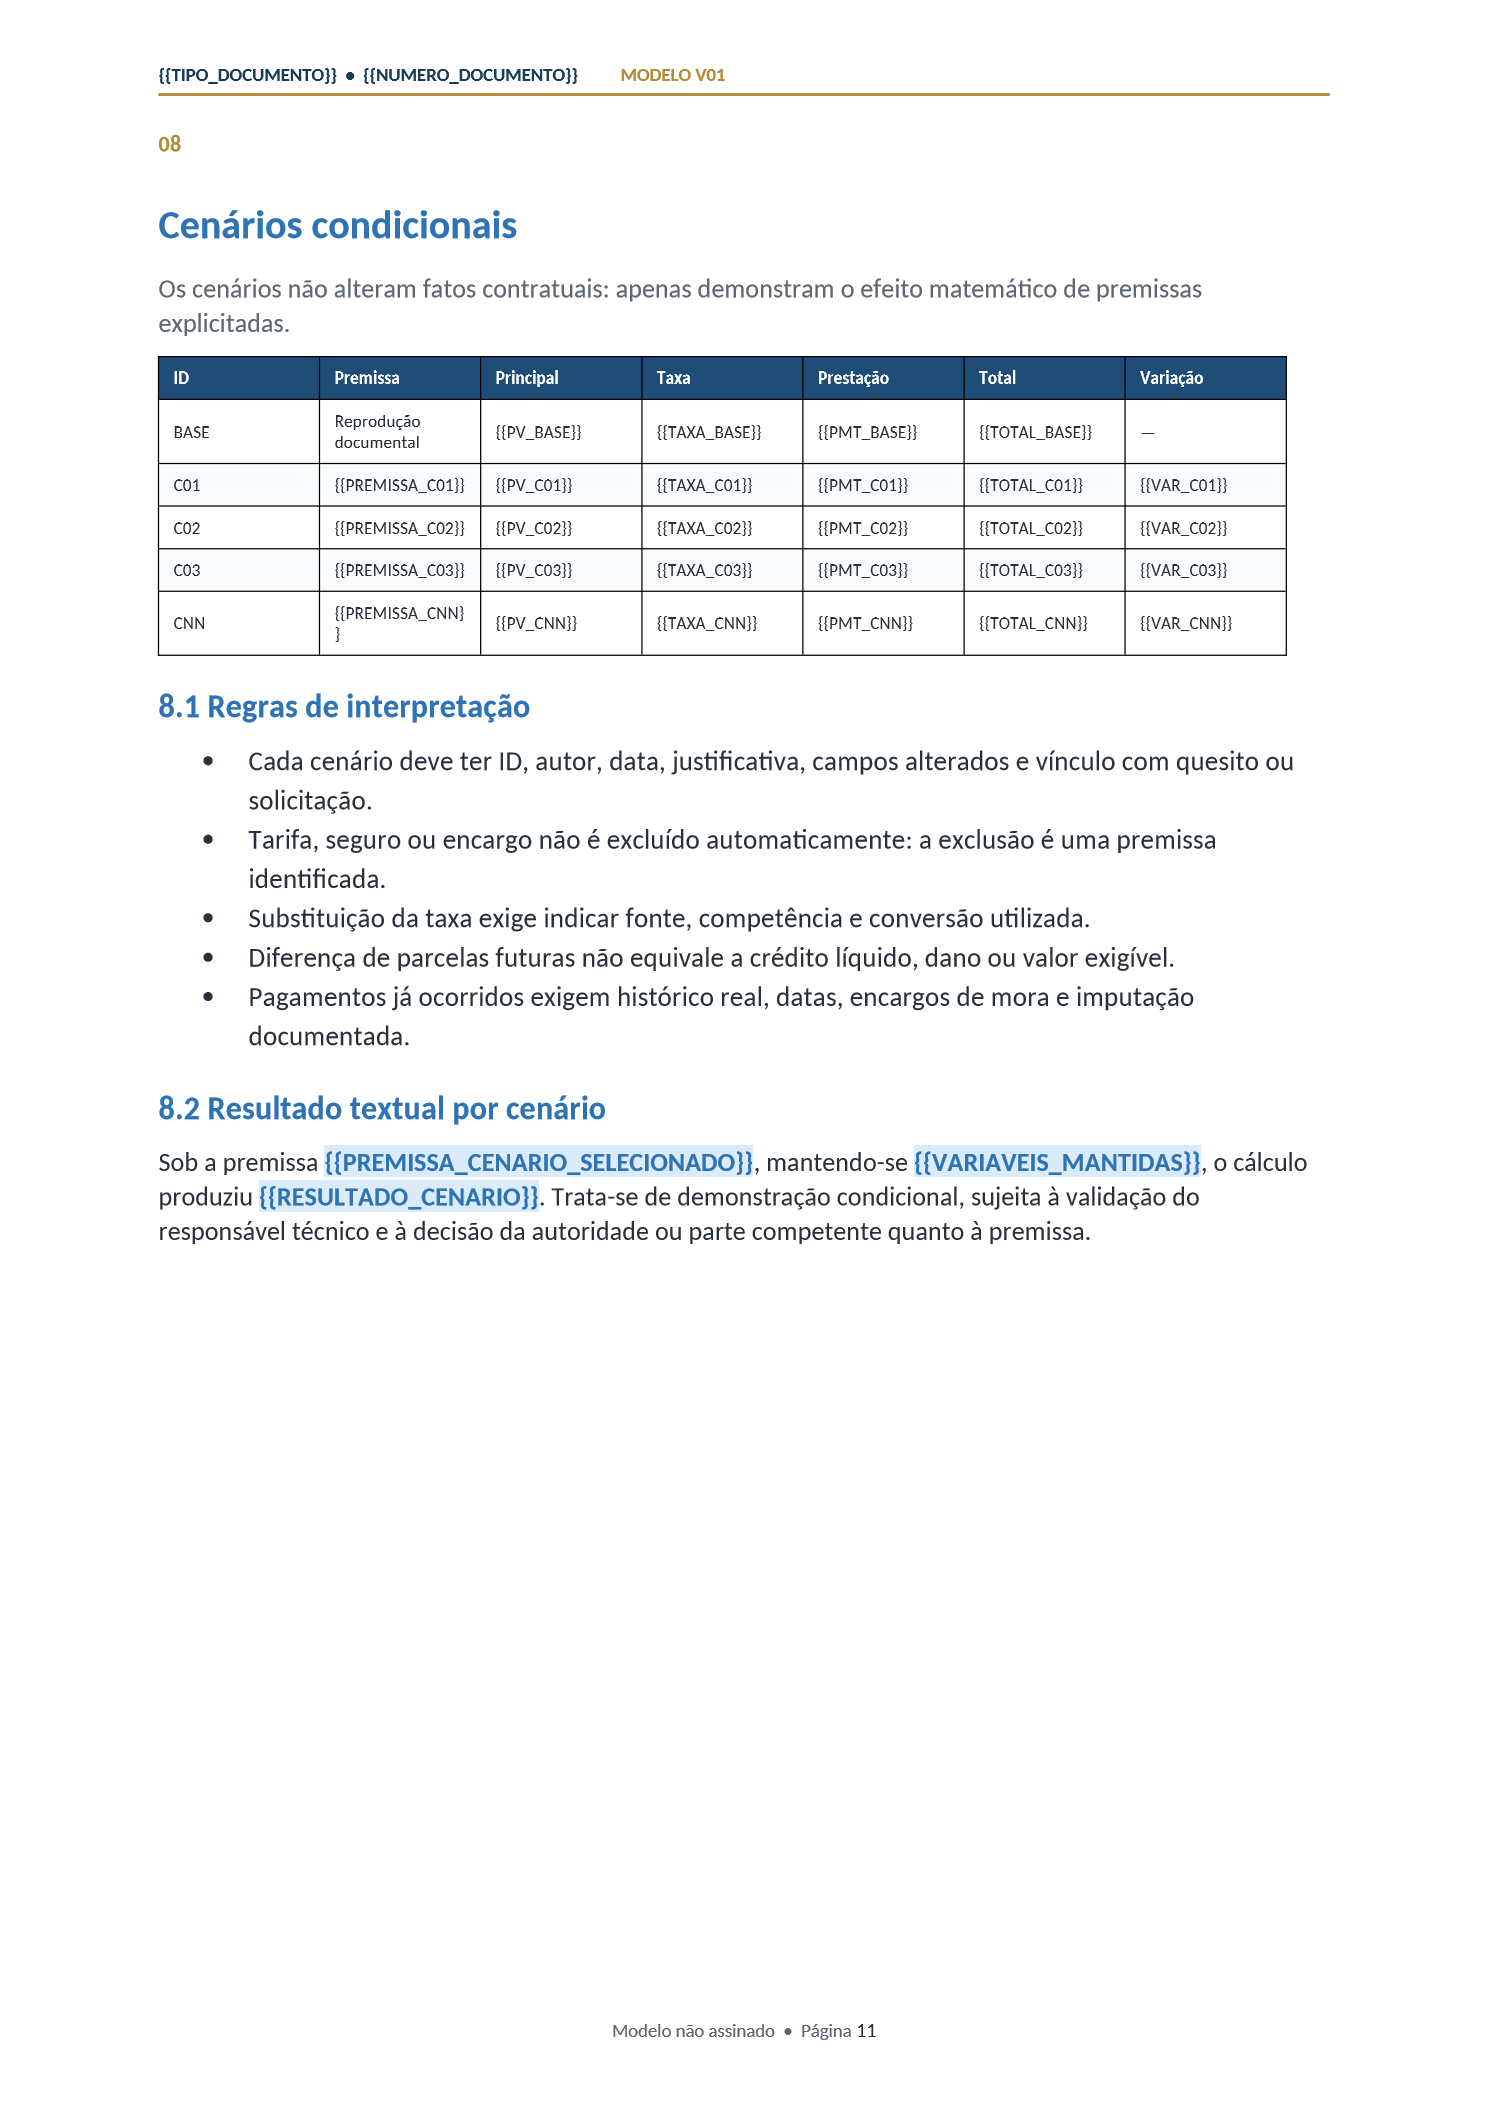 {{TIPO_DOCUMENTO}} • {{NUMERO_DOCUMENTO}} MODELO V01
08
Cenários condicionais
Os cenários não alteram fatos contratuais: apenas demonstram o efeito matemático de premissas
explicitadas.
ID Premissa Principal Taxa Prestação Total Variação
BASE Reprodução documental {{PV_BASE}} {{TAXA_BASE}} {{PMT_BASE}} {{TOTAL_BASE}} —
C01 {{PREMISSA_C01}} {{PV_C01}} {{TAXA_C01}} {{PMT_C01}} {{TOTAL_C01}} {{VAR_C01}}
C02 {{PREMISSA_C02}} {{PV_C02}} {{TAXA_C02}} {{PMT_C02}} {{TOTAL_C02}} {{VAR_C02}}
C03 {{PREMISSA_C03}} {{PV_C03}} {{TAXA_C03}} {{PMT_C03}} {{TOTAL_C03}} {{VAR_C03}}
CNN {{PREMISSA_CNN}} {{PV_CNN}} {{TAXA_CNN}} {{PMT_CNN}} {{TOTAL_CNN}} {{VAR_CNN}}
8.1 Regras de interpretação
• Cada cenário deve ter ID, autor, data, justificativa, campos alterados e vínculo com quesito ou
solicitação.
• Tarifa, seguro ou encargo não é excluído automaticamente: a exclusão é uma premissa
identificada.
• Substituição da taxa exige indicar fonte, competência e conversão utilizada.
• Diferença de parcelas futuras não equivale a crédito líquido, dano ou valor exigível.
• Pagamentos já ocorridos exigem histórico real, datas, encargos de mora e imputação
documentada.
8.2 Resultado textual por cenário
Sob a premissa {{PREMISSA_CENARIO_SELECIONADO}}, mantendo-se {{VARIAVEIS_MANTIDAS}}, o cálculo
produziu {{RESULTADO_CENARIO}}. Trata-se de demonstração condicional, sujeita à validação do
responsável técnico e à decisão da autoridade ou parte competente quanto à premissa.
Modelo não assinado • Página 11